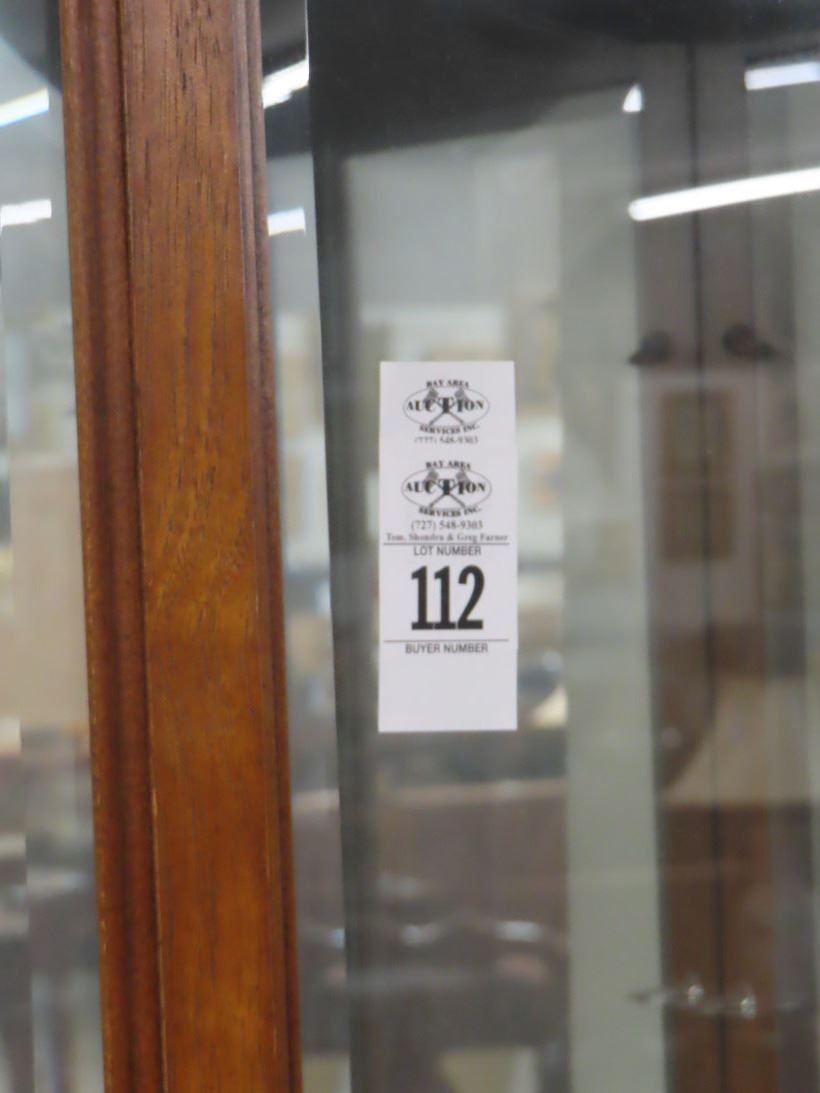 BAY AREA
AUCTION
SERVICES INC.
(727) 548-9303
BAY AREA
AUCTION
SERVICES INC.
(727) 548-9303
Tom, Shondra & Greg Farner
LOT NUMBER
112
BUYER NUMBER